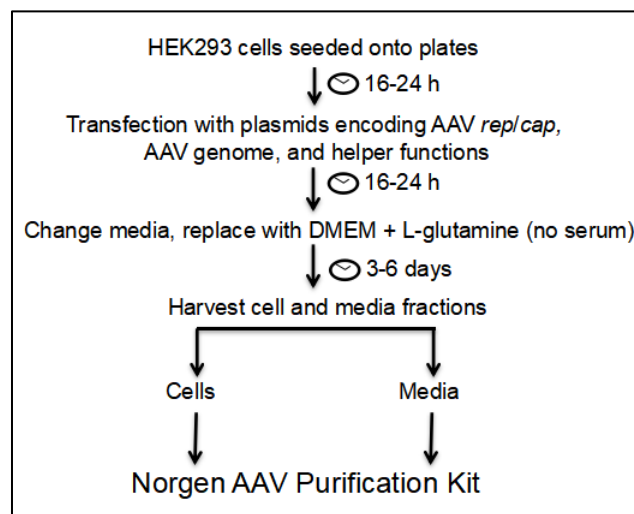 HEK293 cells seeded onto plates
16-24 h
Transfection with plasmids encoding AAV rep/cap,
AAV genome, and helper functions
16-24 h
Change media, replace with DMEM + L-glutamine (no serum)
3-6 days
Harvest cell and media fractions
Cells Media
Norgen AAV Purification Kit